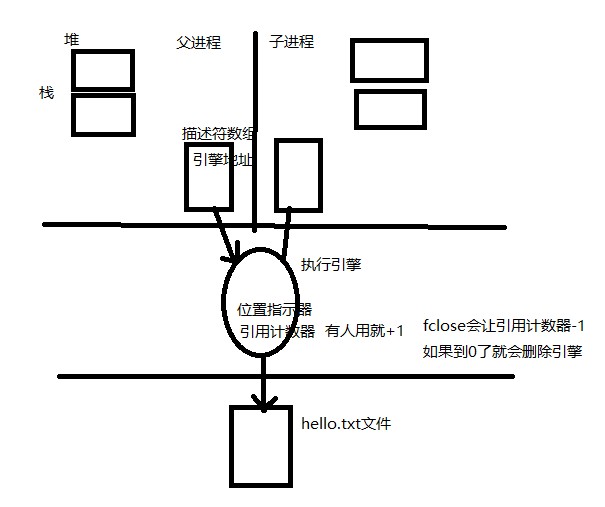 堆
父进程
子进程
栈
描述符数组
引擎地址
执行引擎
位置指示器
引用计数器 有人用就+1
fclose会让引用计数器-1
如果到0了就会删除引擎
hello.txt文件